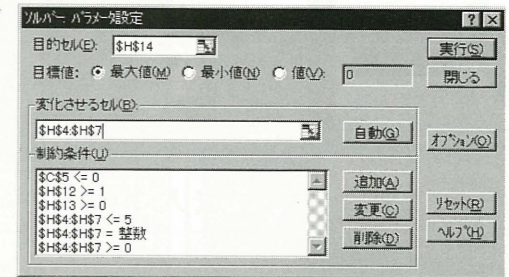 ソルバー: パラメータ設定
目的セル(E): $H$14
実行(S)
目標値: 最大値(M) 最小値(N) 値(V): 0
閉じる
変化させるセル(B):
$H$4:$H$7
自動(G)
オプション(O)
制約条件(U)
$C$5 <= 0
$H$12 >= 1
$H$13 >= 0
$H$4:$H$7 <= 5
$H$4:$H$7 = 整数
$H$4:$H$7 >= 0
追加(A)
変更(C)
削除(D)
リセット(R)
ヘルプ(H)